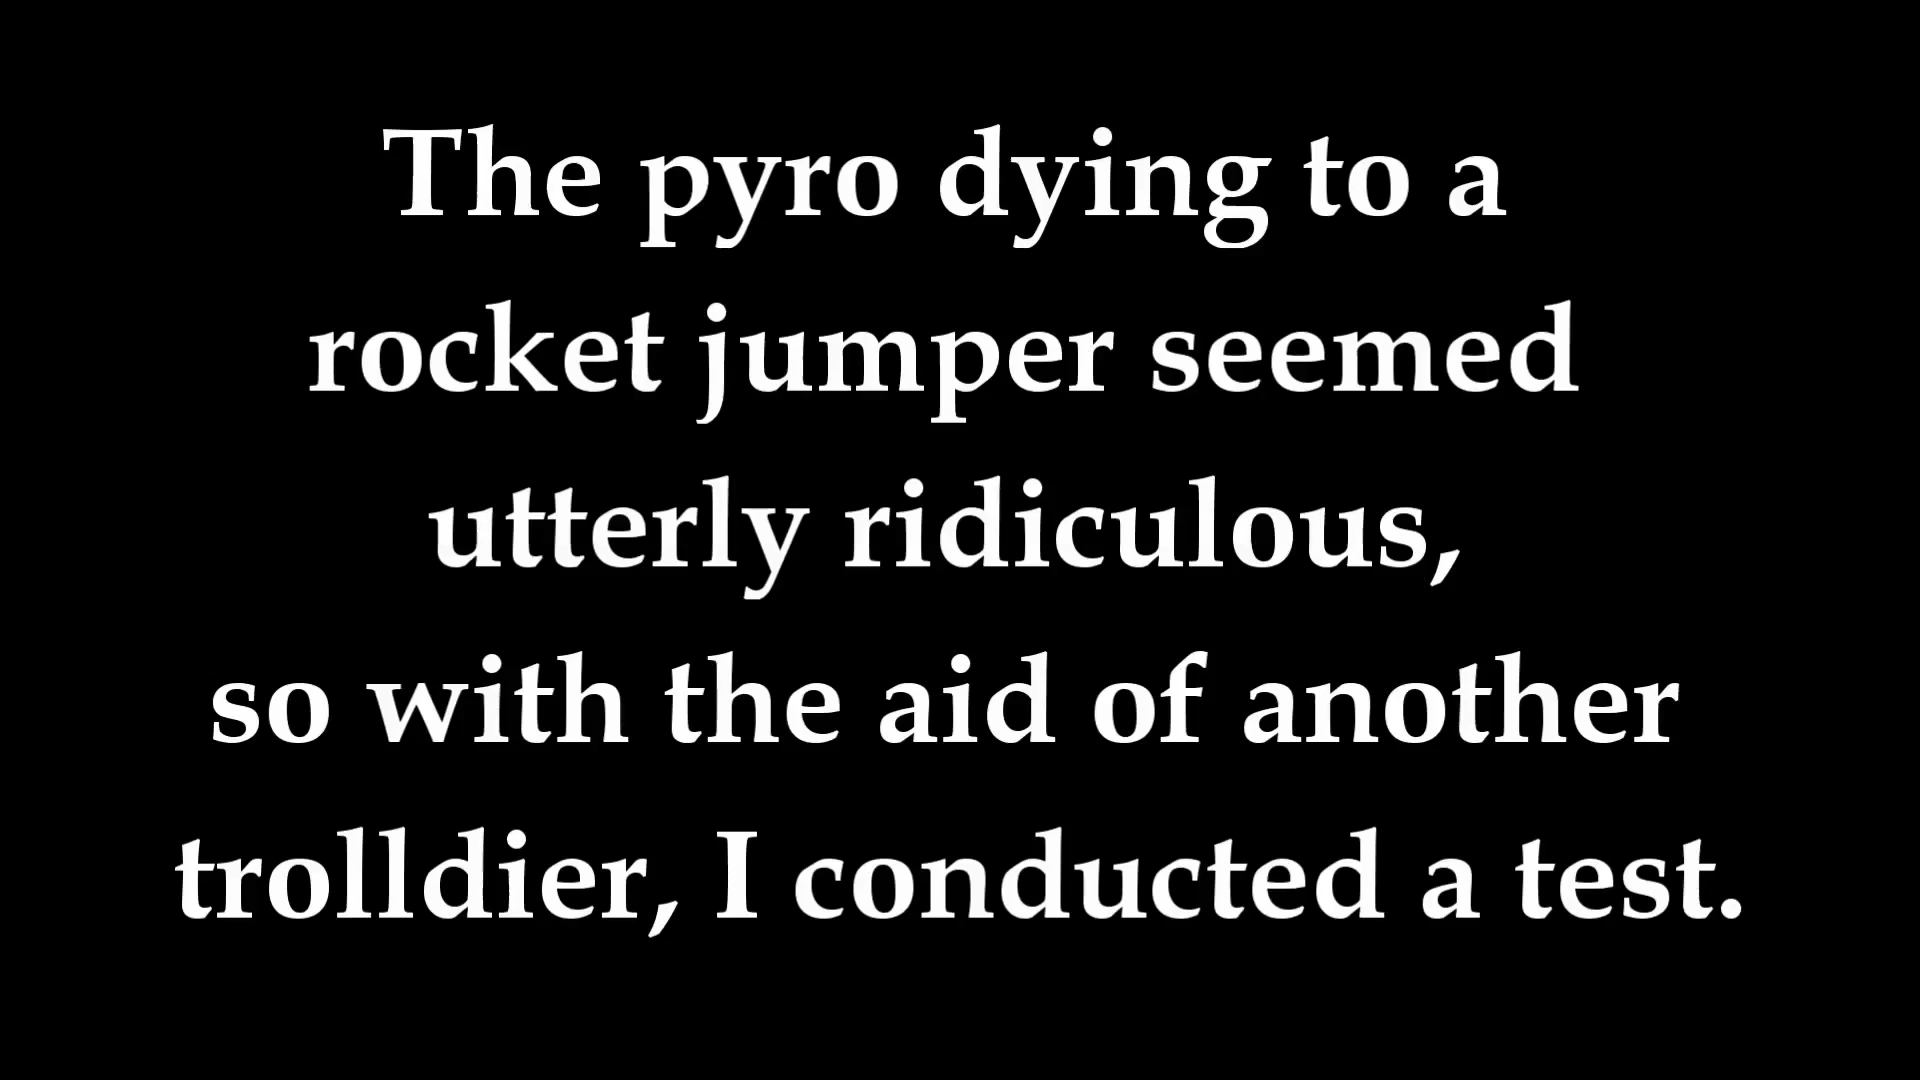 The pyro dying to a
rocket jumper seemed
utterly ridiculous,
so with the aid of another
trolldier, I conducted a test.